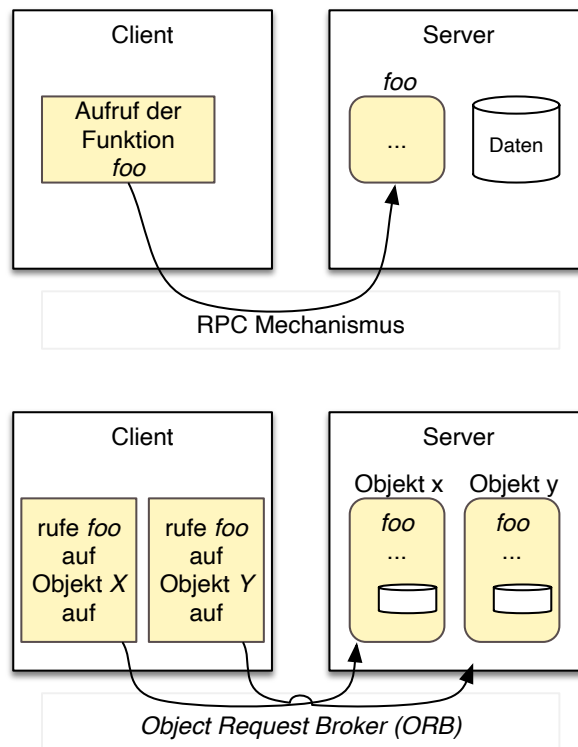 Client
Server
Aufruf der
Funktion
foo
foo
...
Daten
RPC Mechanismus
Client
Server
rufe foo
auf
Objekt X
auf
rufe foo
auf
Objekt Y
auf
Objekt x
foo
...
Objekt y
foo
...
Object Request Broker (ORB)